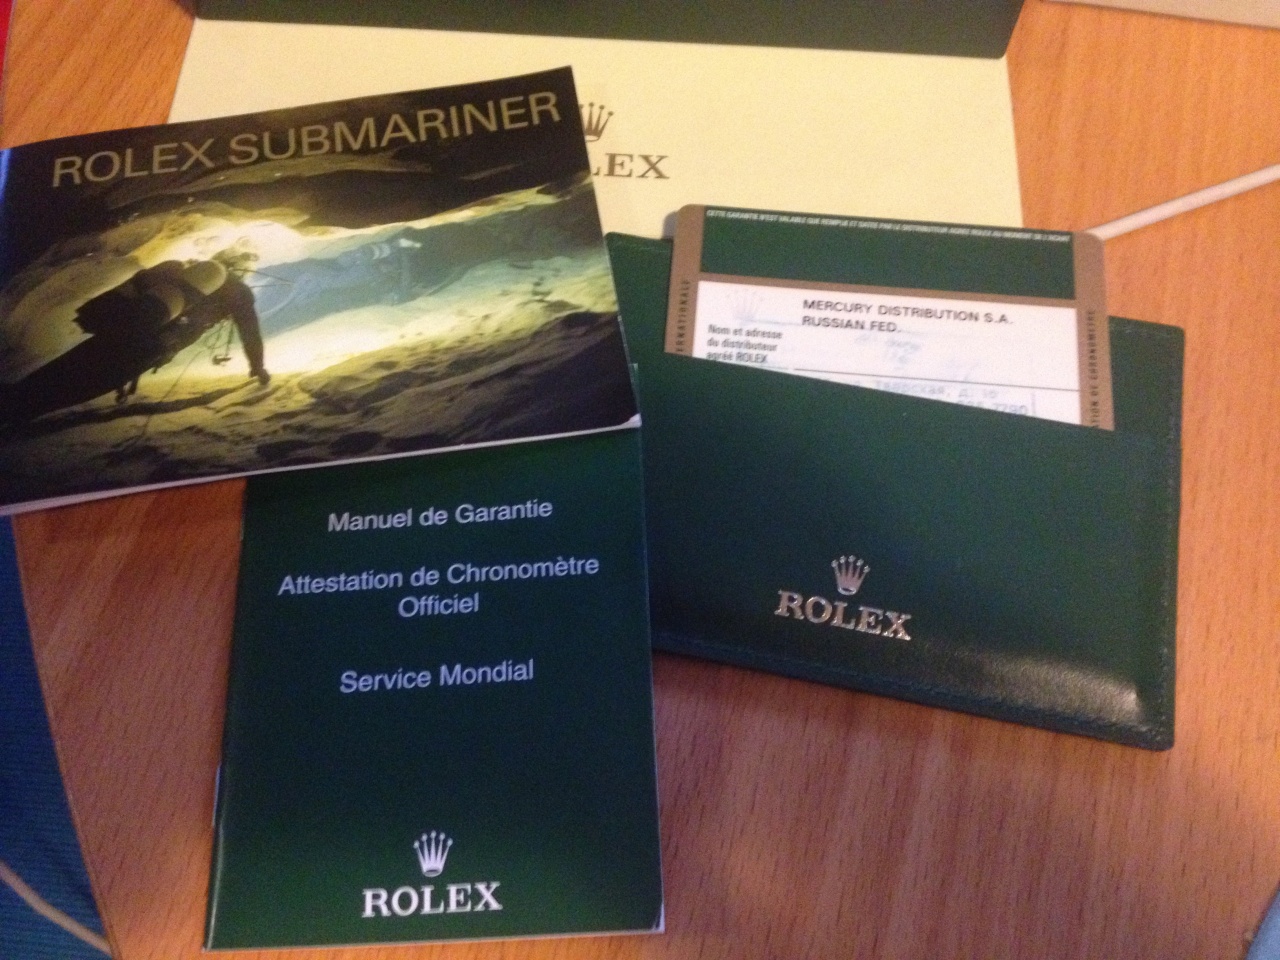 ROLEX SUBMARINER
LEX
CETTE GARANTIE N'EST VALABLE QUE REMPLIE ET DATEE PAR LE DISTRIBUTEUR AGREE ROLEX AU MOMENT DE L'ACHAT
MERCURY DISTRIBUTION S.A.
RUSSIAN FED.
Nom et adresse
du distributeur
agréé ROLEX
Manuel de Garantie
Attestation de Chronomètre
Officiel
Service Mondial
ROLEX
ROLEX